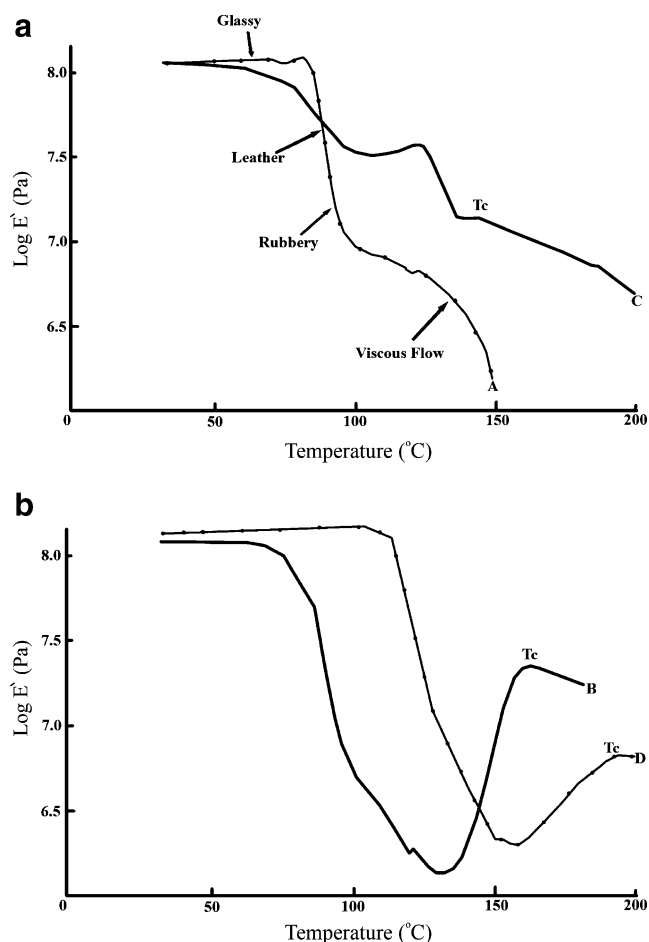 a
Glassy
8.0
7.5
Leather
Tc
7.0
Rubbery
C
6.5
Viscous Flow
A
Log E` (Pa)
0 50 100 150 200
Temperature (°C)
b
8.0
7.5
Tc
B
7.0
Tc
D
6.5
Log E` (Pa)
0 50 100 150 200
Temperature (°C)